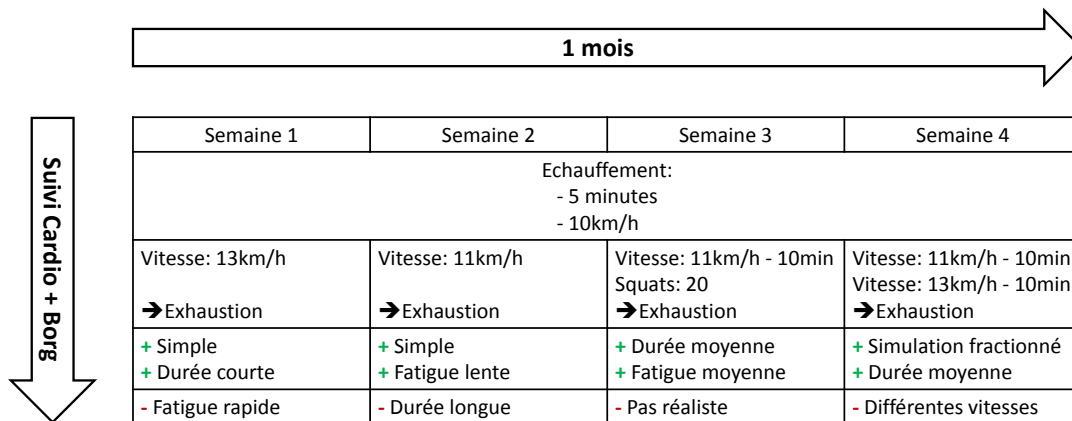 1 mois
Suivi Cardio + Borg
Semaine 1
Semaine 2
Semaine 3
Semaine 4
Echauffement:
- 5 minutes
- 10km/h
Vitesse: 13km/h
➔Exhaustion
Vitesse: 11km/h
➔Exhaustion
Vitesse: 11km/h - 10min
Squats: 20
➔Exhaustion
Vitesse: 11km/h - 10min
Vitesse: 13km/h - 10min
➔Exhaustion
+ Simple
+ Durée courte
+ Simple
+ Fatigue lente
+ Durée moyenne
+ Fatigue moyenne
+ Simulation fractionné
+ Durée moyenne
- Fatigue rapide
- Durée longue
- Pas réaliste
- Différentes vitesses